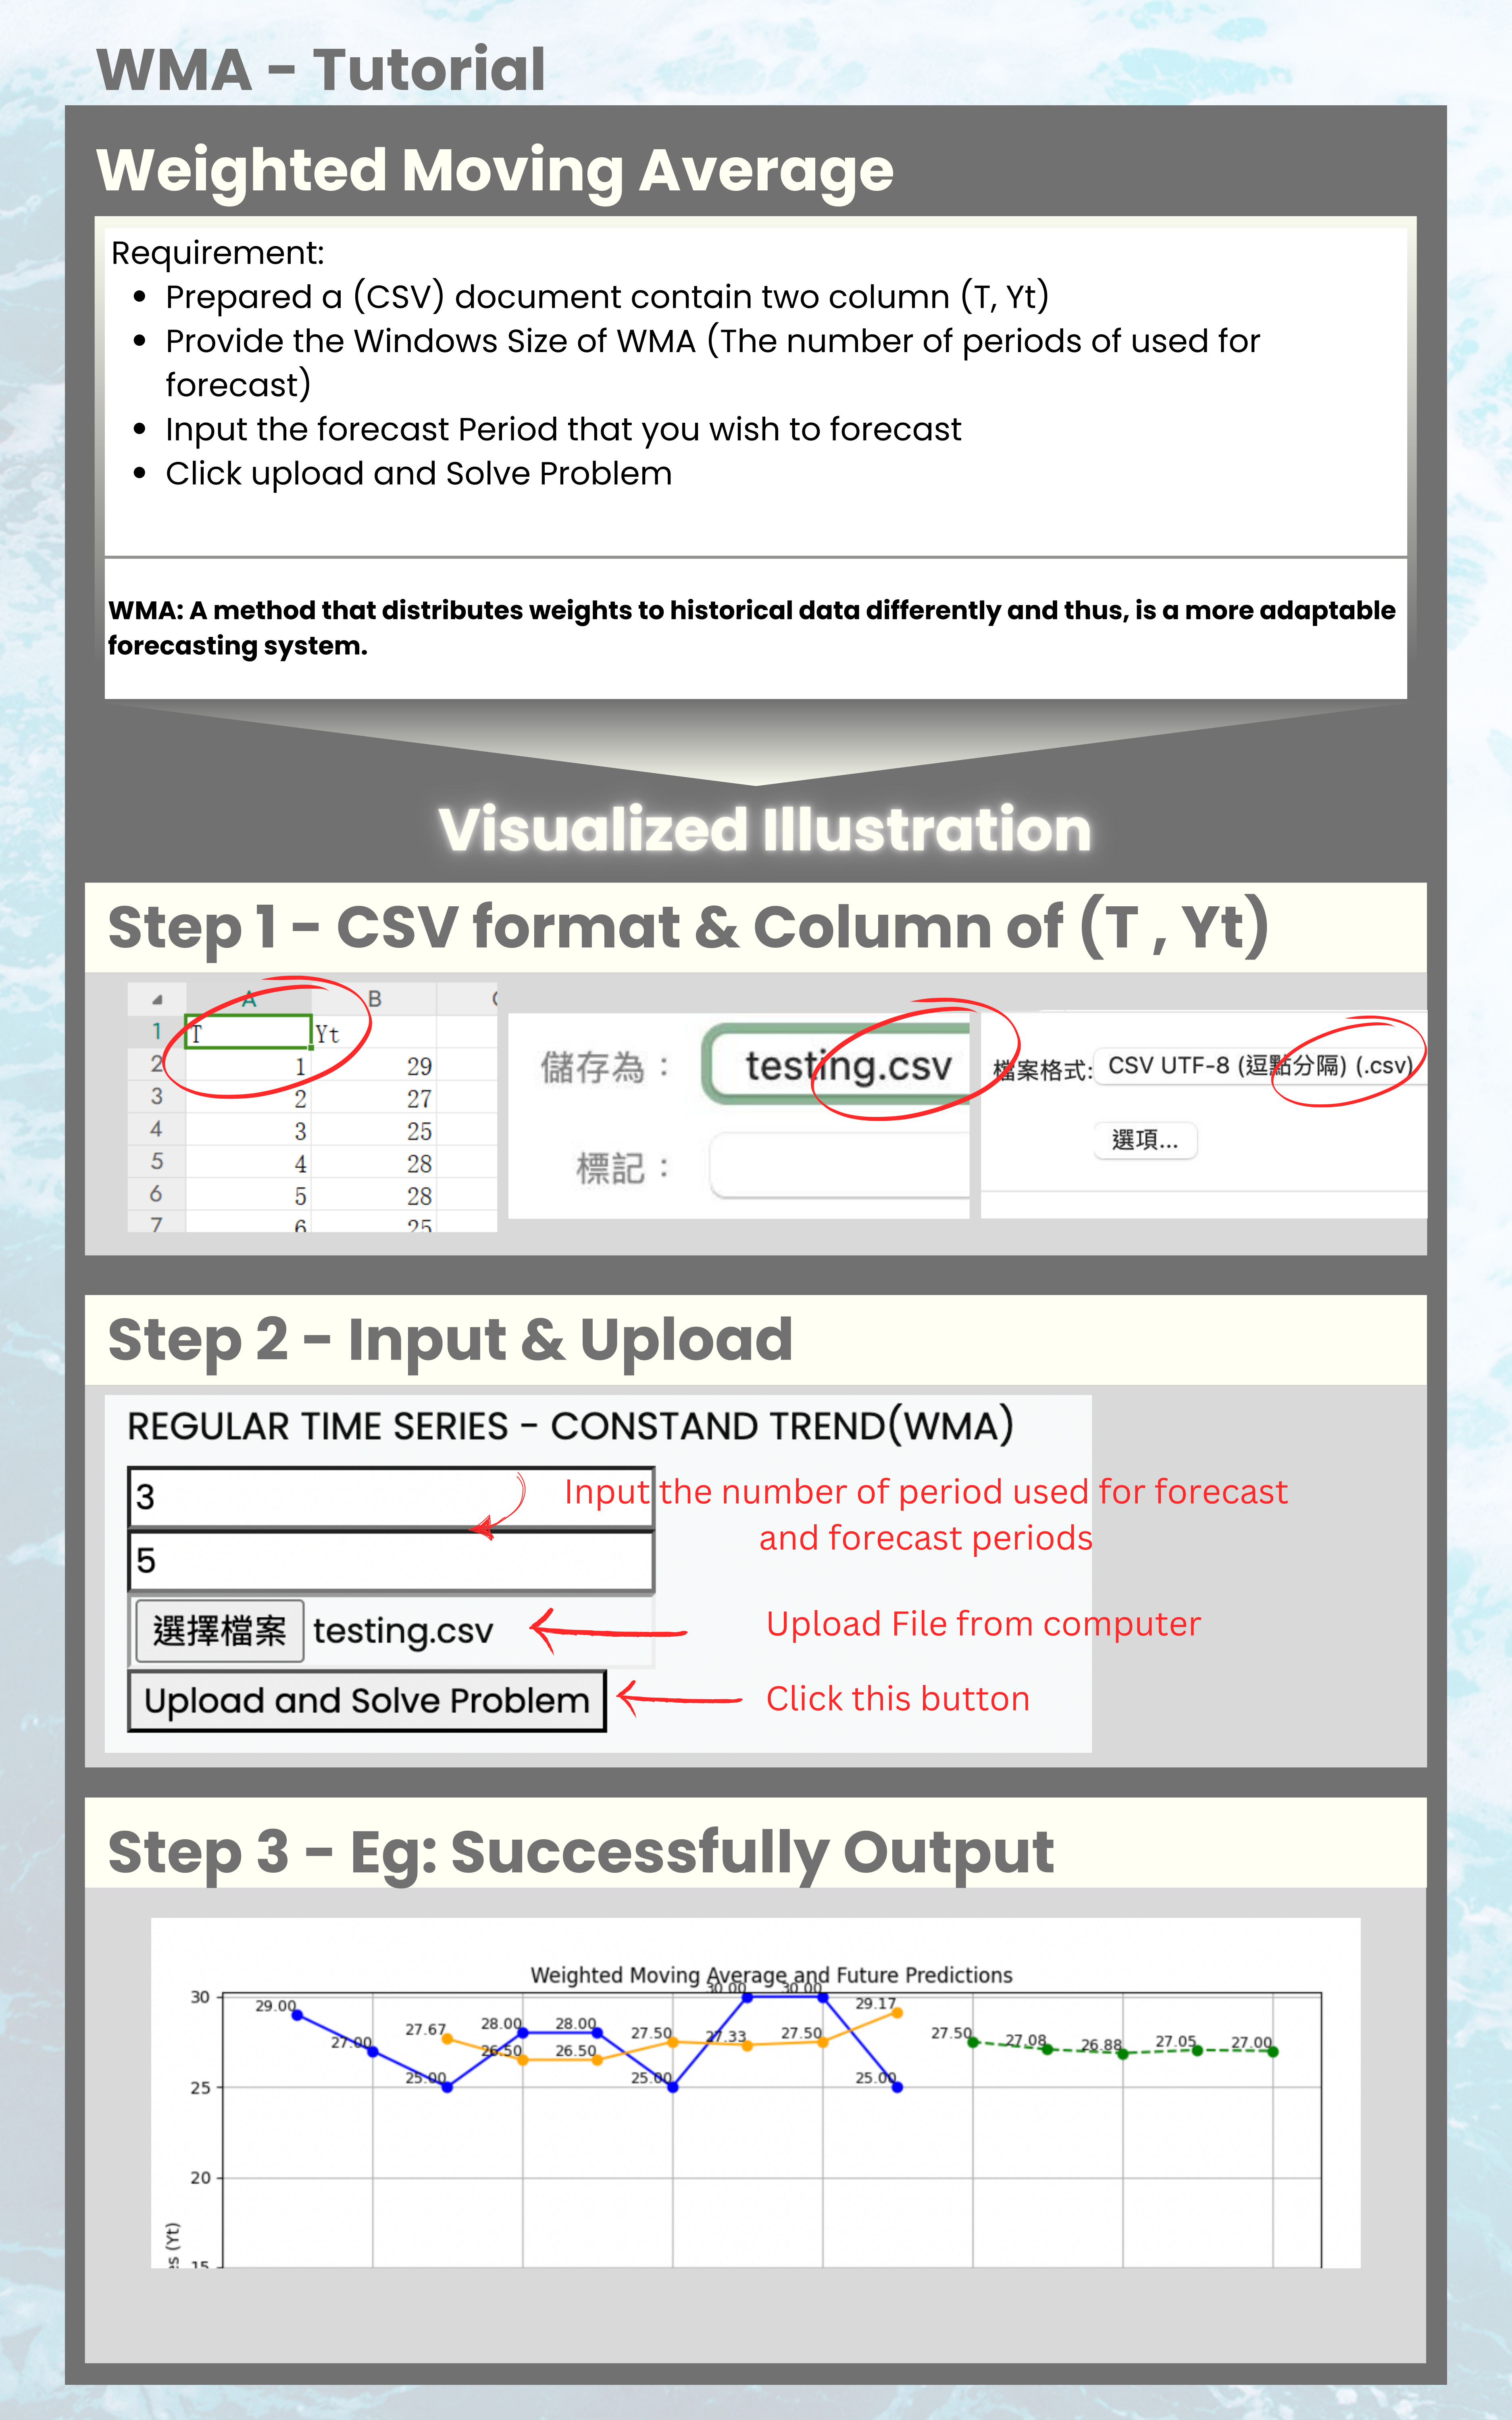 WMA - Tutorial
Weighted Moving Average
Requirement:
• Prepared a (CSV) document contain two column (T, Yt)
• Provide the Windows Size of WMA (The number of periods of used for
forecast)
• Input the forecast Period that you wish to forecast
• Click upload and Solve Problem
WMA: A method that distributes weights to historical data differently and thus, is a more adaptable
forecasting system.
Visualized Illustration
Step 1 - CSV format & Column of (T , Yt)
A B
1 T Yt
2 1 29
3 2 27
4 3 25
5 4 28
6 5 28
7 6 25
儲存為： testing.csv
標記：
檔案格式: CSV UTF-8 (逗點分隔) (.csv)
選項...
Step 2 - Input & Upload
REGULAR TIME SERIES - CONSTAND TREND(WMA)
3
Input the number of period used for forecast
and forecast periods
5
選擇檔案 testing.csv
Upload File from computer
Upload and Solve Problem
Click this button
Step 3 - Eg: Successfully Output
Weighted Moving Average and Future Predictions
30
25
20
15
29.00
27.00
25.00
28.00
28.00
25.00
30.00
30.00
25.00
27.67
26.50
26.50
27.50
27.33
27.50
29.17
27.50
27.08
26.88
27.05
27.00
(Yt)